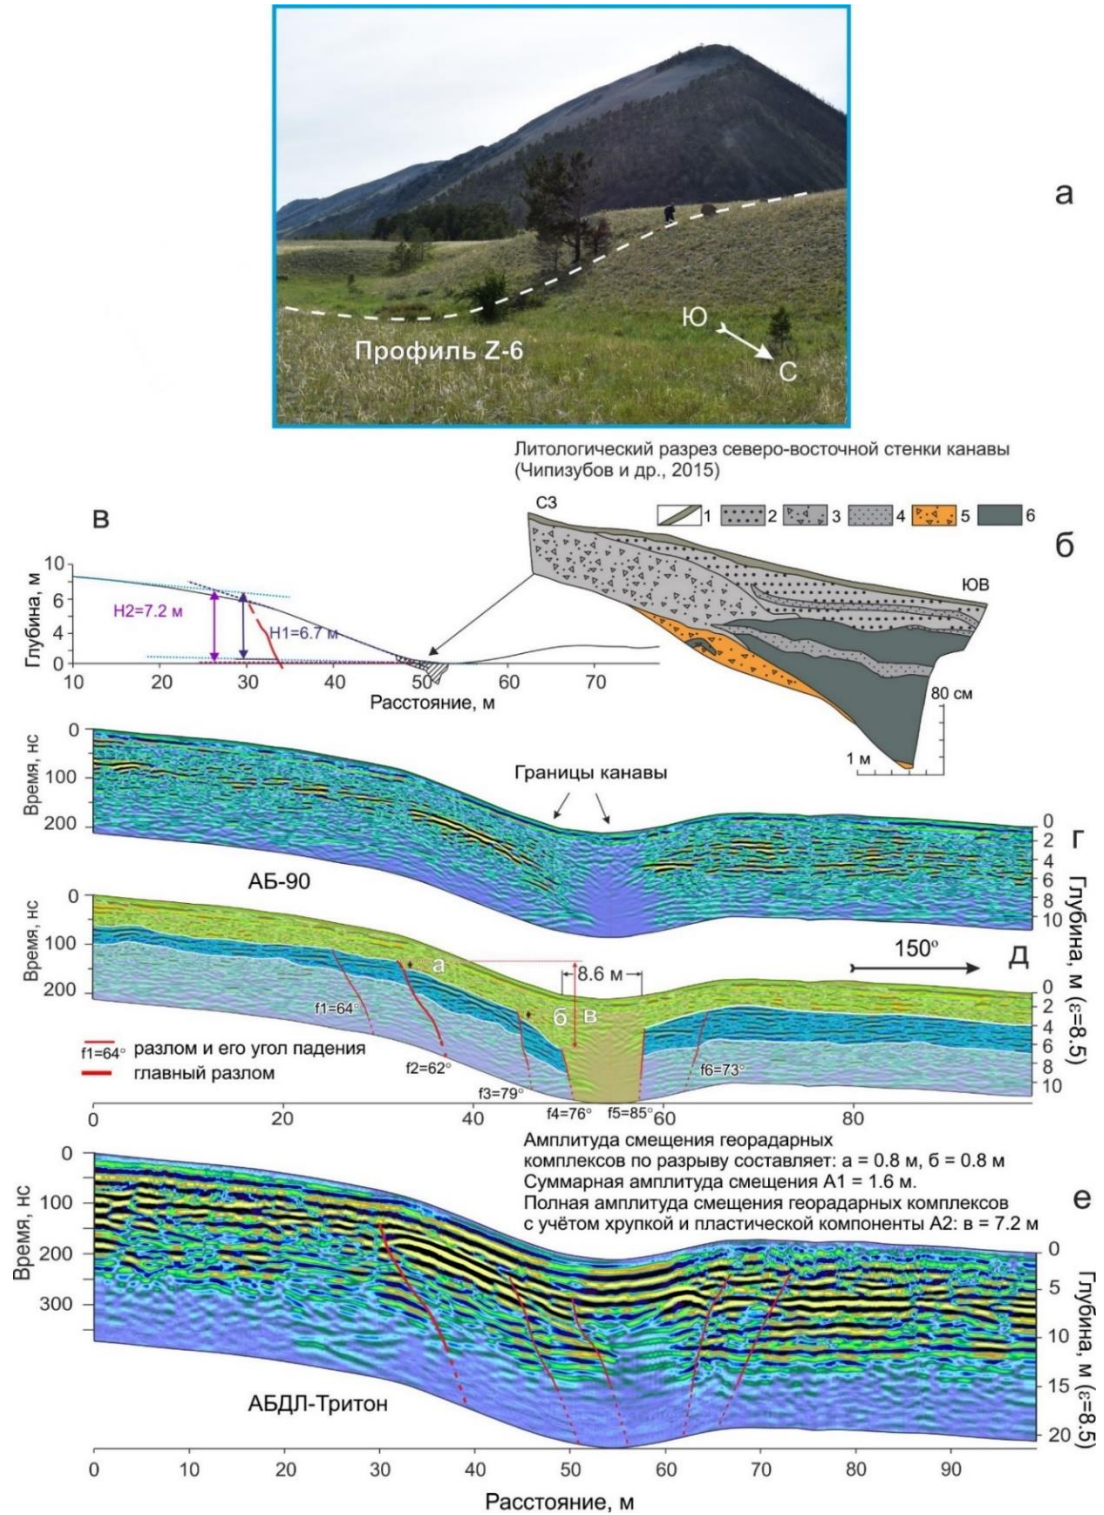 а
Ю
С
Профиль Z-6
Литологический разрез северо-восточной стенки канавы
(Чипизубов и др., 2015)
СЗ
1 2 3 4 5 6
б
ЮВ
80 см
1 м
в
Глубина, м
10
6
4
2
0
H2=7.2 м
H1=6.7 м
10 20 30 40 50 60 70
Расстояние, м
Время, нс
0
100
200
Границы канавы
АБ-90
0
2
4
6
8
10
г
Глубина, м (ε=8.5)
Время, нс
0
100
200
а
8.6 м
б в
150°
д
0
2
4
6
8
10
f1=64°
f2=62°
f3=79°
f4=76°
f5=85°
f6=73°
f1=64° разлом и его угол падения
главный разлом
0 20 40 60 80
Амплитуда смещения георадарных
комплексов по разрыву составляет: а = 0.8 м, б = 0.8 м
Суммарная амплитуда смещения А1 = 1.6 м.
Полная амплитуда смещения георадарных комплексов
с учётом хрупкой и пластической компоненты А2: в = 7.2 м
е
Время, нс
0
100
200
300
АБДЛ-Тритон
0
5
10
15
20
Глубина, м (ε=8.5)
0 10 20 30 40 50 60 70 80 90
Расстояние, м